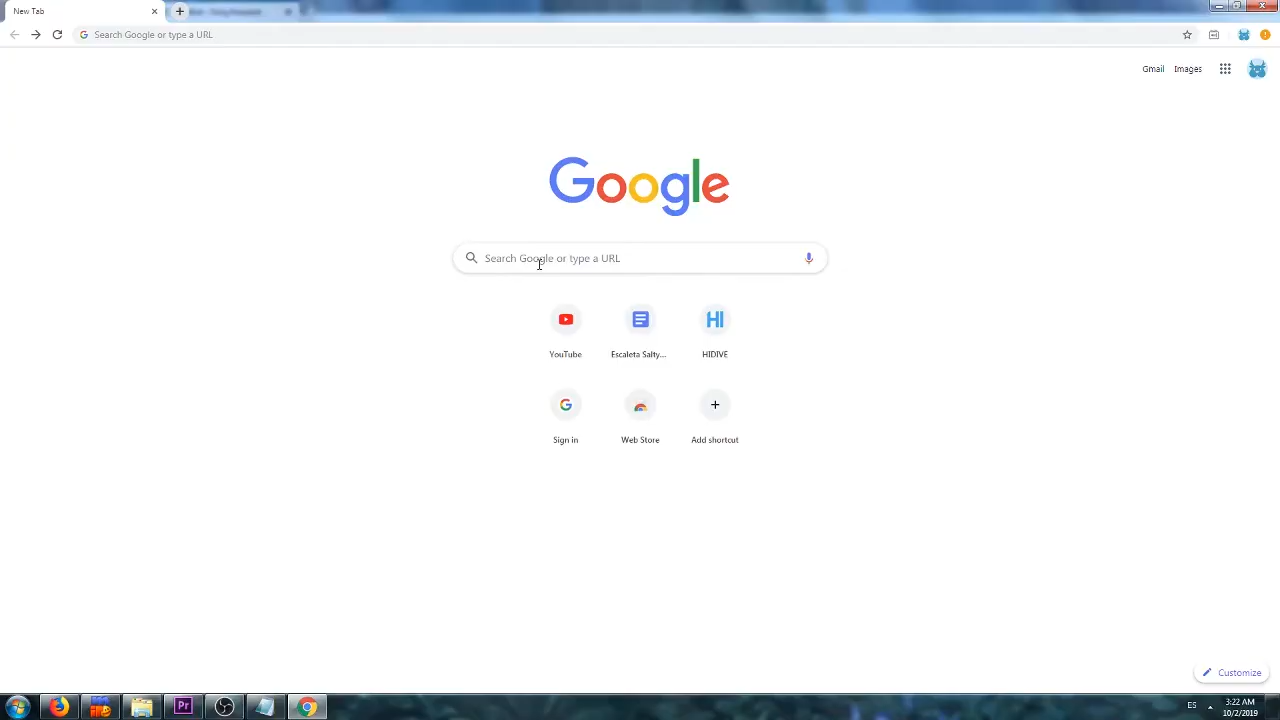 New Tab
Search Google or type a URL
Gmail Images
Google
Search Google or type a URL
YouTube Escaleta Salty... HIDIVE
Sign in Web Store Add shortcut
Customize
Pr
ES 3:22 AM
10/2/2019